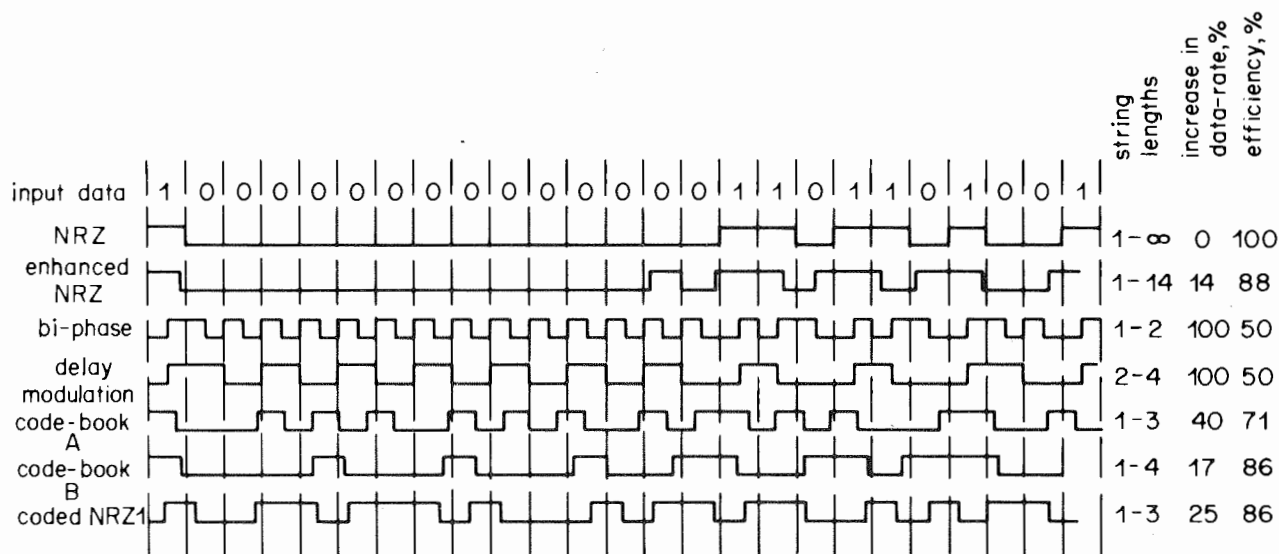 string lengths
increase in data-rate,%
efficiency,%
input data 1 0 0 0 0 0 0 0 0 0 0 0 0 0 0 1 1 0 1 1 0 1 0 0 1
NRZ 1-∞ 0 100
enhanced NRZ 1-14 14 88
bi-phase 1-2 100 50
delay modulation 2-4 100 50
code-book A 1-3 40 71
code-book B 1-4 17 86
coded NRZ1 1-3 25 86